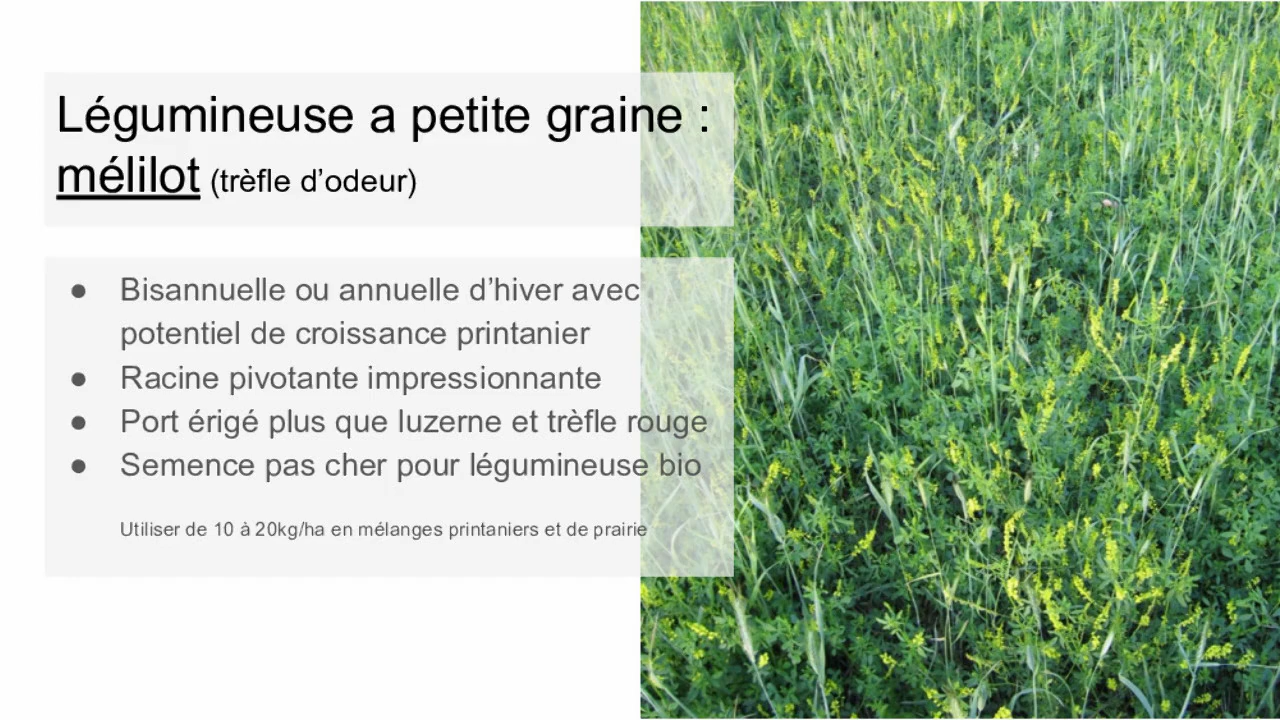 Légumineuse a petite graine :
mélilot (trèfle d’odeur)
● Bisannuelle ou annuelle d’hiver avec
potentiel de croissance printanier
● Racine pivotante impressionnante
● Port érigé plus que luzerne et trèfle rouge
● Semence pas cher pour légumineuse bio
Utiliser de 10 à 20kg/ha en mélanges printaniers et de prairie